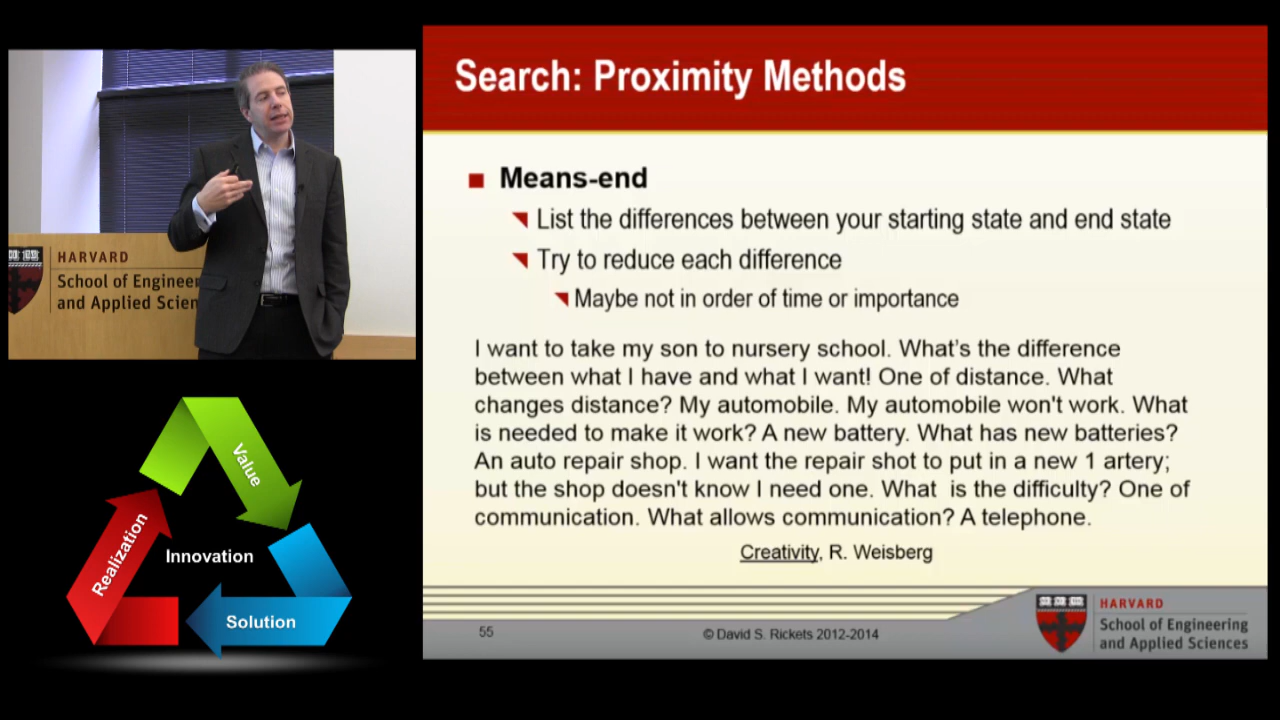 Search: Proximity Methods
Means-end
List the differences between your starting state and end state
Try to reduce each difference
Maybe not in order of time or importance
I want to take my son to nursery school. What's the difference
between what I have and what I want! One of distance. What
changes distance? My automobile. My automobile won't work. What
is needed to make it work? A new battery. What has new batteries?
An auto repair shop. I want the repair shot to put in a new 1 artery;
but the shop doesn't know I need one. What is the difficulty? One of
communication. What allows communication? A telephone.
Creativity, R. Weisberg
55
© David S. Rickets 2012-2014
HARVARD
School of Engineering
and Applied Sciences
HARVARD
School of Engineer
and Applied Scien
Value
Realization
Innovation
Solution